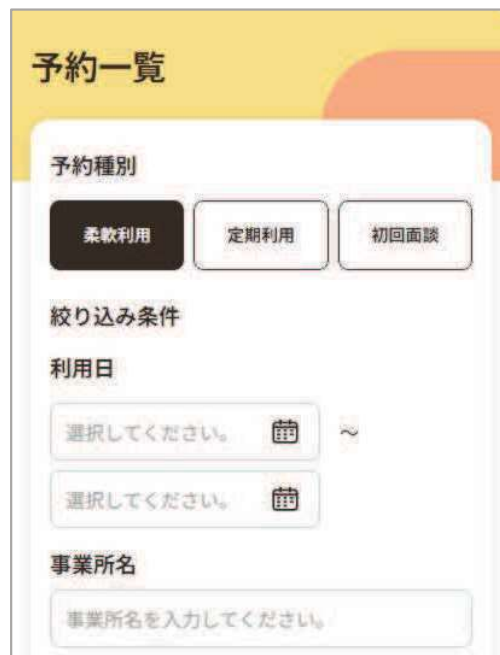 予約一覧
予約種別
柔軟利用 定期利用 初回面談
絞り込み条件
利用日
選択してください。 ～
選択してください。
事業所名
事業所名を入力してください。